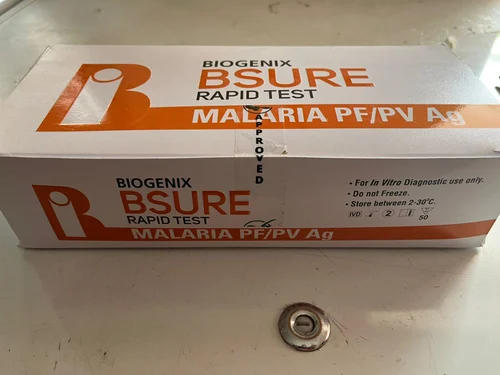 BIOGENIX
BSURE
RAPID TEST
MALARIA PF/PV Ag
APPROVED
BIOGENIX
BSURE
RAPID TEST
MALARIA PF/PV Ag
• For In Vitro Diagnostic use only.
• Do not Freeze.
• Store between 2-30°C.
IVD 2 i 50